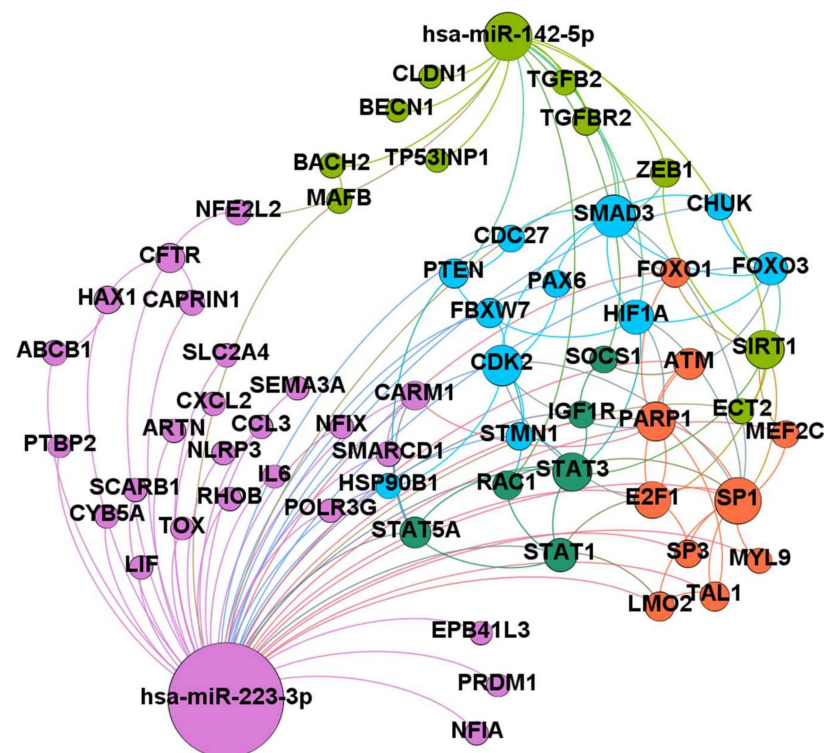 hsa-miR-142-5p
CLDN1
TGFB2
BECN1
TGFBR2
BACH2
TP53INP1
ZEB1
MAFB
NFE2L2
SMAD3
CHUK
CDC27
CFTR
PTEN
PAX6
FOXO1
FOXO3
HAX1
CAPRIN1
FBXW7
HIF1A
ABCB1
SLC2A4
CDK2
SOCS1
ATM
SIRT1
SEMA3A
CARM1
CXCL2
IGF1R
PARP1
ECT2
ARTN
CCL3
NFIX
STMN1
MEF2C
PTBP2
NLRP3
SMARCD1
IL6
HSP90B1
RAC1
STAT3
SCARB1
RHOB
E2F1
SP1
CYB5A
TOX
POLR3G
STAT5A
STAT1
SP3
MYL9
LIF
LMO2
TAL1
EPB41L3
hsa-miR-223-3p
PRDM1
NFIA